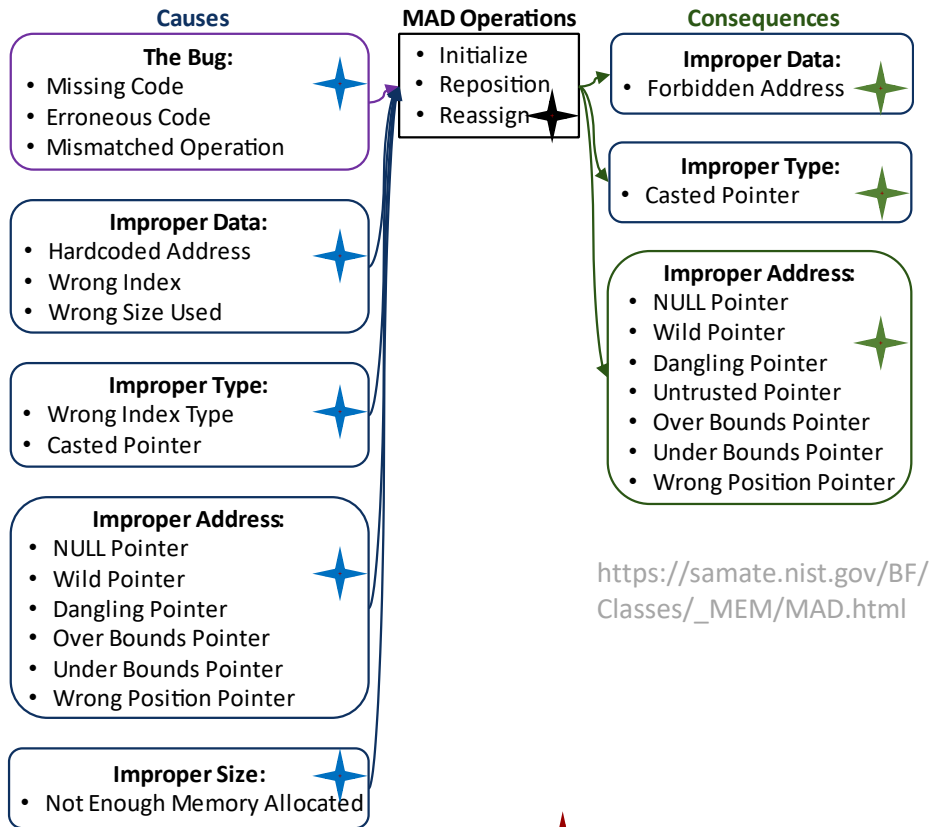 Causes
The Bug:
• Missing Code
• Erroneous Code
• Mismatched Operation
Improper Data:
• Hardcoded Address
• Wrong Index
• Wrong Size Used
Improper Type:
• Wrong Index Type
• Casted Pointer
Improper Address:
• NULL Pointer
• Wild Pointer
• Dangling Pointer
• Over Bounds Pointer
• Under Bounds Pointer
• Wrong Position Pointer
Improper Size:
• Not Enough Memory Allocated
MAD Operations
• Initialize
• Reposition
• Reassign
Consequences
Improper Data:
• Forbidden Address
Improper Type:
• Casted Pointer
Improper Address:
• NULL Pointer
• Wild Pointer
• Dangling Pointer
• Untrusted Pointer
• Over Bounds Pointer
• Under Bounds Pointer
• Wrong Position Pointer
https://samate.nist.gov/BF/
Classes/_MEM/MAD.html